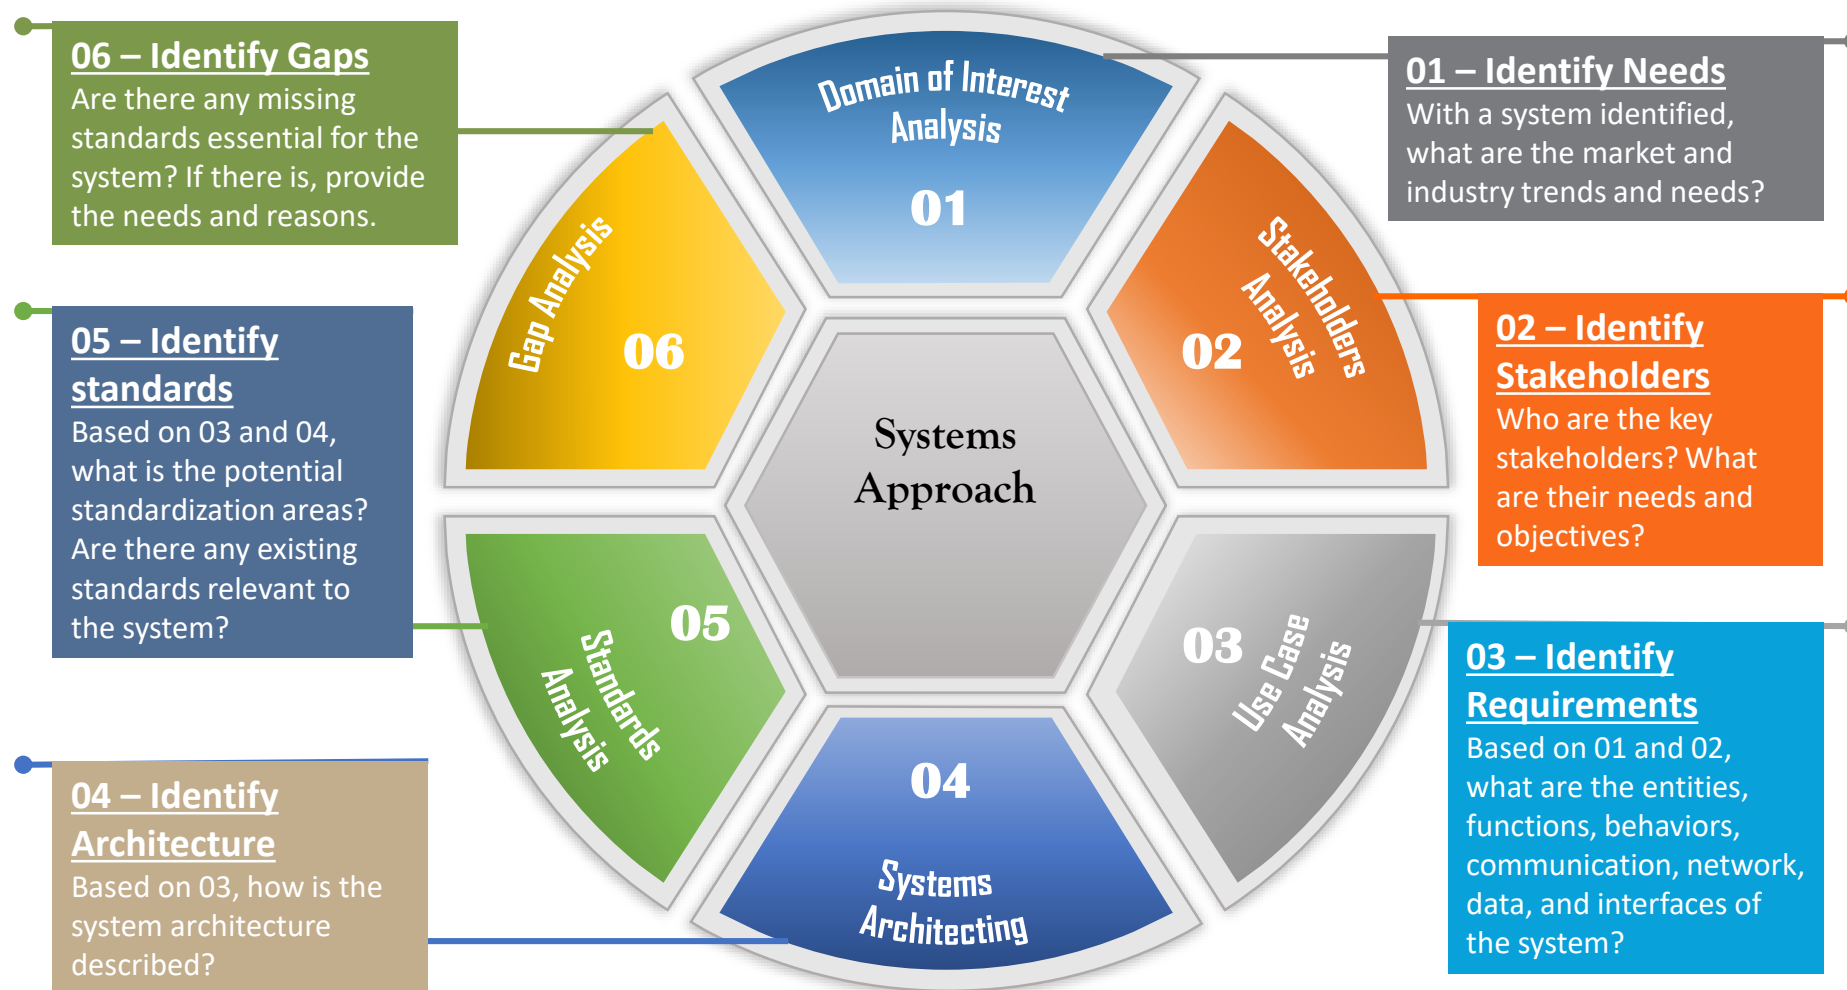 06 – Identify Gaps
Are there any missing
standards essential for the
system? If there is, provide
the needs and reasons.
05 – Identify
standards
Based on 03 and 04,
what is the potential
standardization areas?
Are there any existing
standards relevant to
the system?
04 – Identify
Architecture
Based on 03, how is the
system architecture
described?
Domain of Interest
Analysis
01
Stakeholders
Analysis
02
03
Use Case
Analysis
04
Systems
Architecting
05
Standards
Analysis
Gap Analysis
06
Systems
Approach
01 – Identify Needs
With a system identified,
what are the market and
industry trends and needs?
02 – Identify
Stakeholders
Who are the key
stakeholders? What
are their needs and
objectives?
03 – Identify
Requirements
Based on 01 and 02,
what are the entities,
functions, behaviors,
communication, network,
data, and interfaces of
the system?